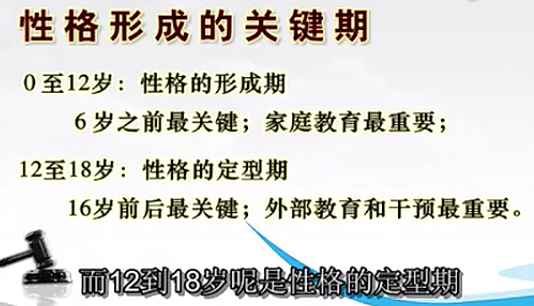 性格形成的关键期
0至12岁：性格的形成期
6岁之前最关键；家庭教育最重要；
12至18岁：性格的定型期
16岁前后最关键；外部教育和干预最重要。
而12到18岁呢是性格的定型期